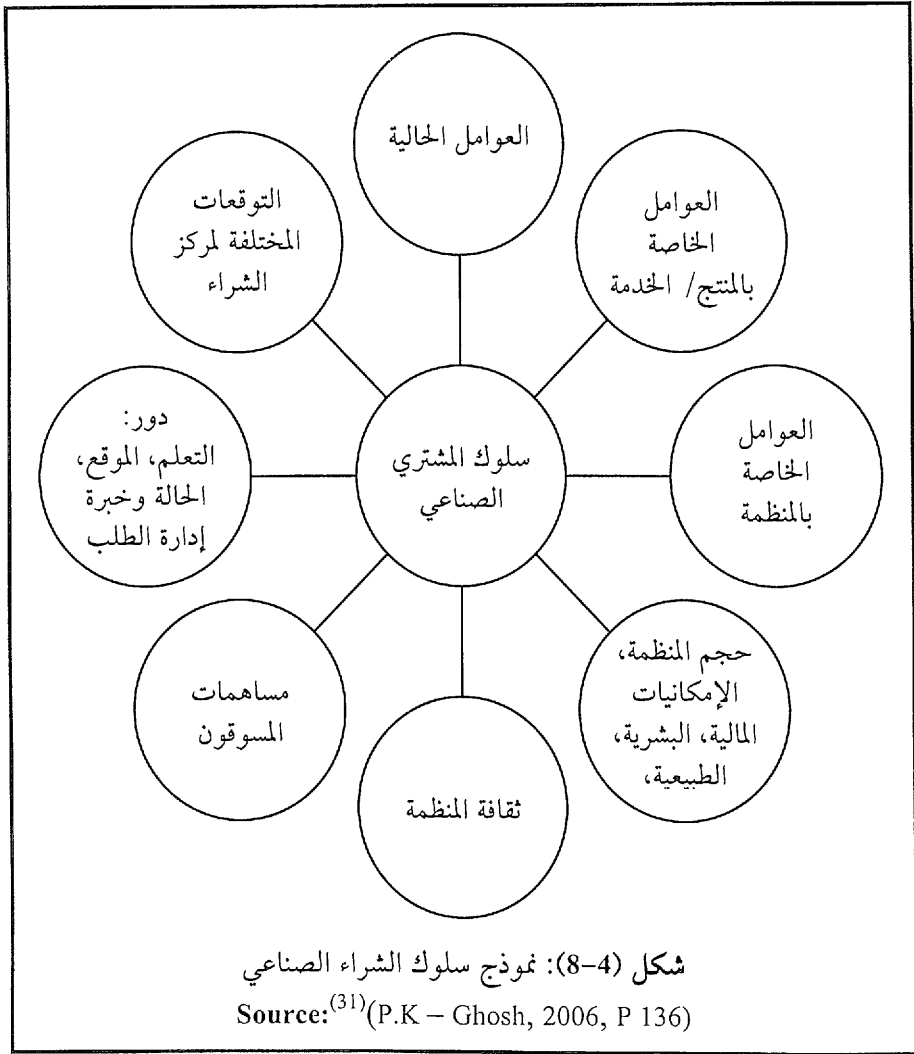 العوامل الحالية
العوامل
الخاصة
بالمنتج/ الخدمة
العوامل
الخاصة
بالمنظمة
حجم المنظمة،
الإمكانيات
المالية، البشرية،
الطبيعية،
ثقافة المنظمة
مساهمات
المسوقون
دور:
التعلم، الموقع،
الحالة وخبرة
إدارة الطلب
التوقعات
المختلفة لمركز
الشراء
سلوك المشتري
الصناعي
شكل (4–8): نموذج سلوك الشراء الصناعي
Source:(31)(P.K – Ghosh, 2006, P 136)